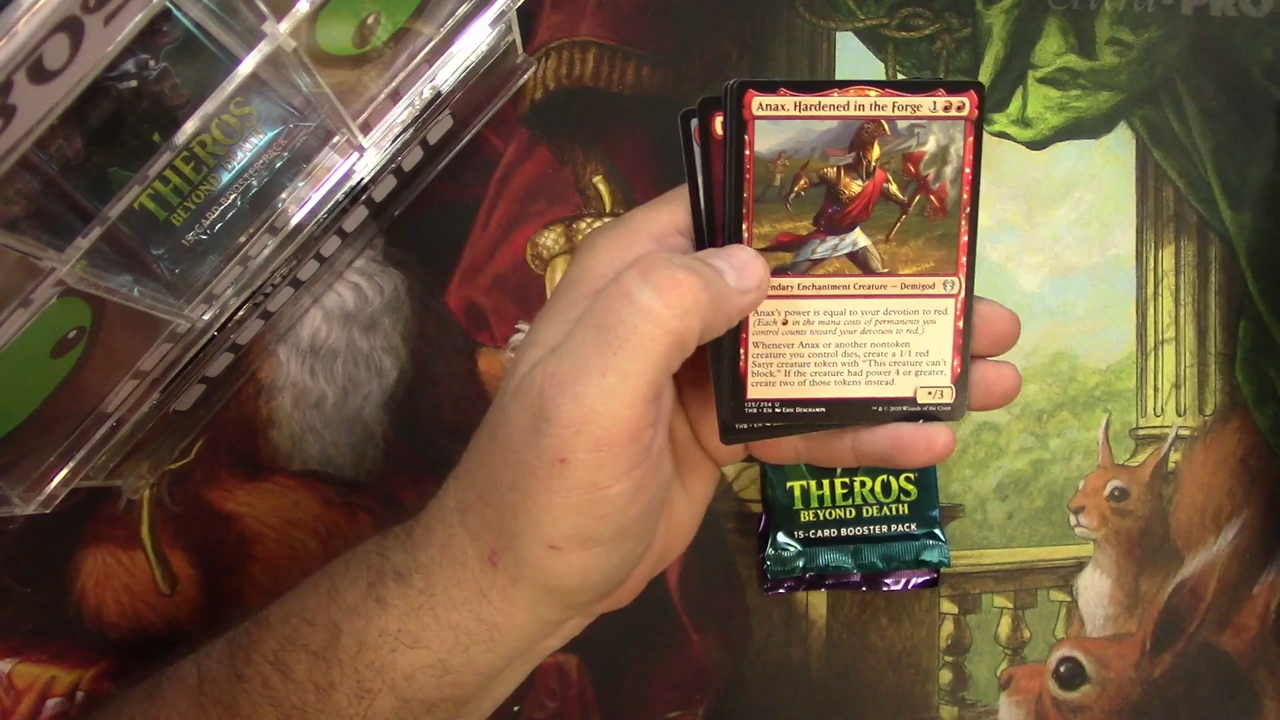 THEROS
BEYOND DEATH
15-CARD BOOSTER PACK
PRO
Anax, Hardened in the Forge 1
ndary Enchantment Creature — Demigod
Anax's power is equal to your devotion to red.
(Each in the mana costs of permanents you
control counts toward your devotion to red.)
Whenever Anax or another nontoken
creature you control dies, create a 1/1 red
Satyr creature token with "This creature can't
block." If the creature had power 4 or greater,
create two of those tokens instead.
*/3
125/254 U
THB • EN Eric Deschamps
™ & © 2020 Wizards of the Coast
THB • EN
THEROS
BEYOND DEATH
15-CARD BOOSTER PACK